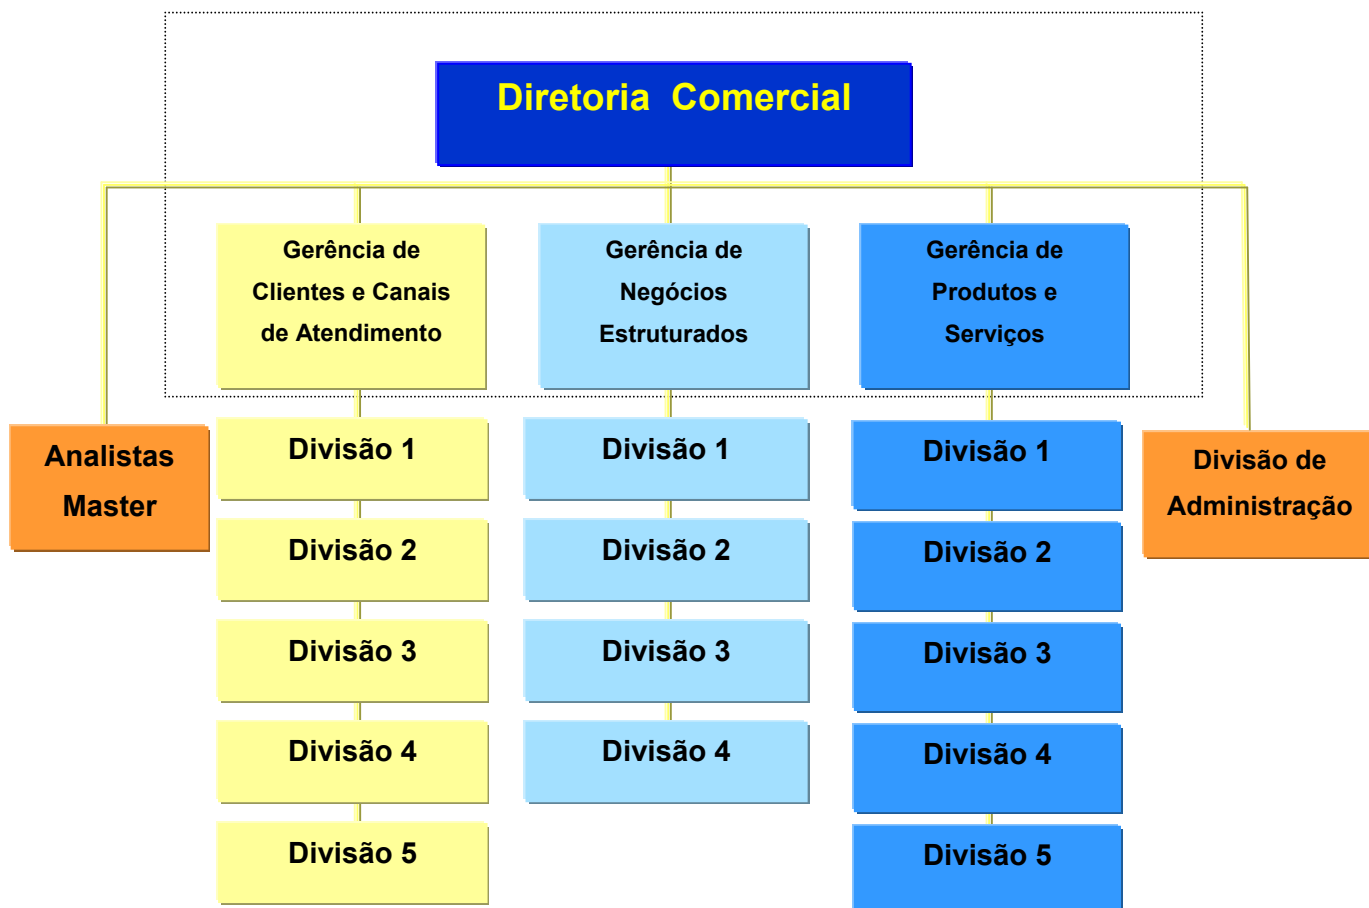 Diretoria Comercial
Gerência de
Clientes e Canais
de Atendimento
Gerência de
Negócios
Estruturados
Gerência de
Produtos e
Serviços
Analistas
Master
Divisão 1
Divisão 2
Divisão 3
Divisão 4
Divisão 5
Divisão 1
Divisão 2
Divisão 3
Divisão 4
Divisão 1
Divisão 2
Divisão 3
Divisão 4
Divisão 5
Divisão de
Administração